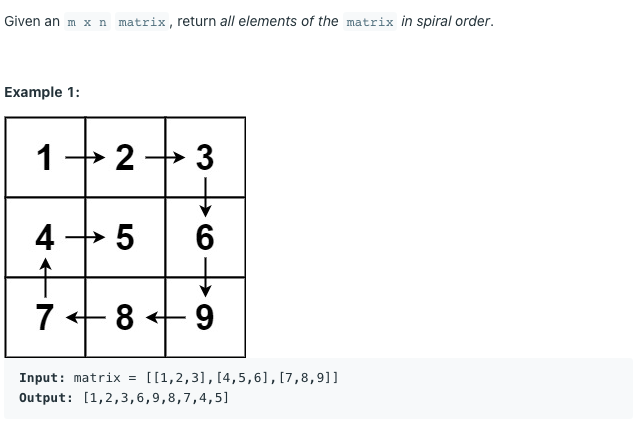 Given an m x n matrix, return all elements of the matrix in spiral order.
Example 1:
1 2 3
4 5 6
7 8 9
Input: matrix = [[1,2,3],[4,5,6],[7,8,9]]
Output: [1,2,3,6,9,8,7,4,5]